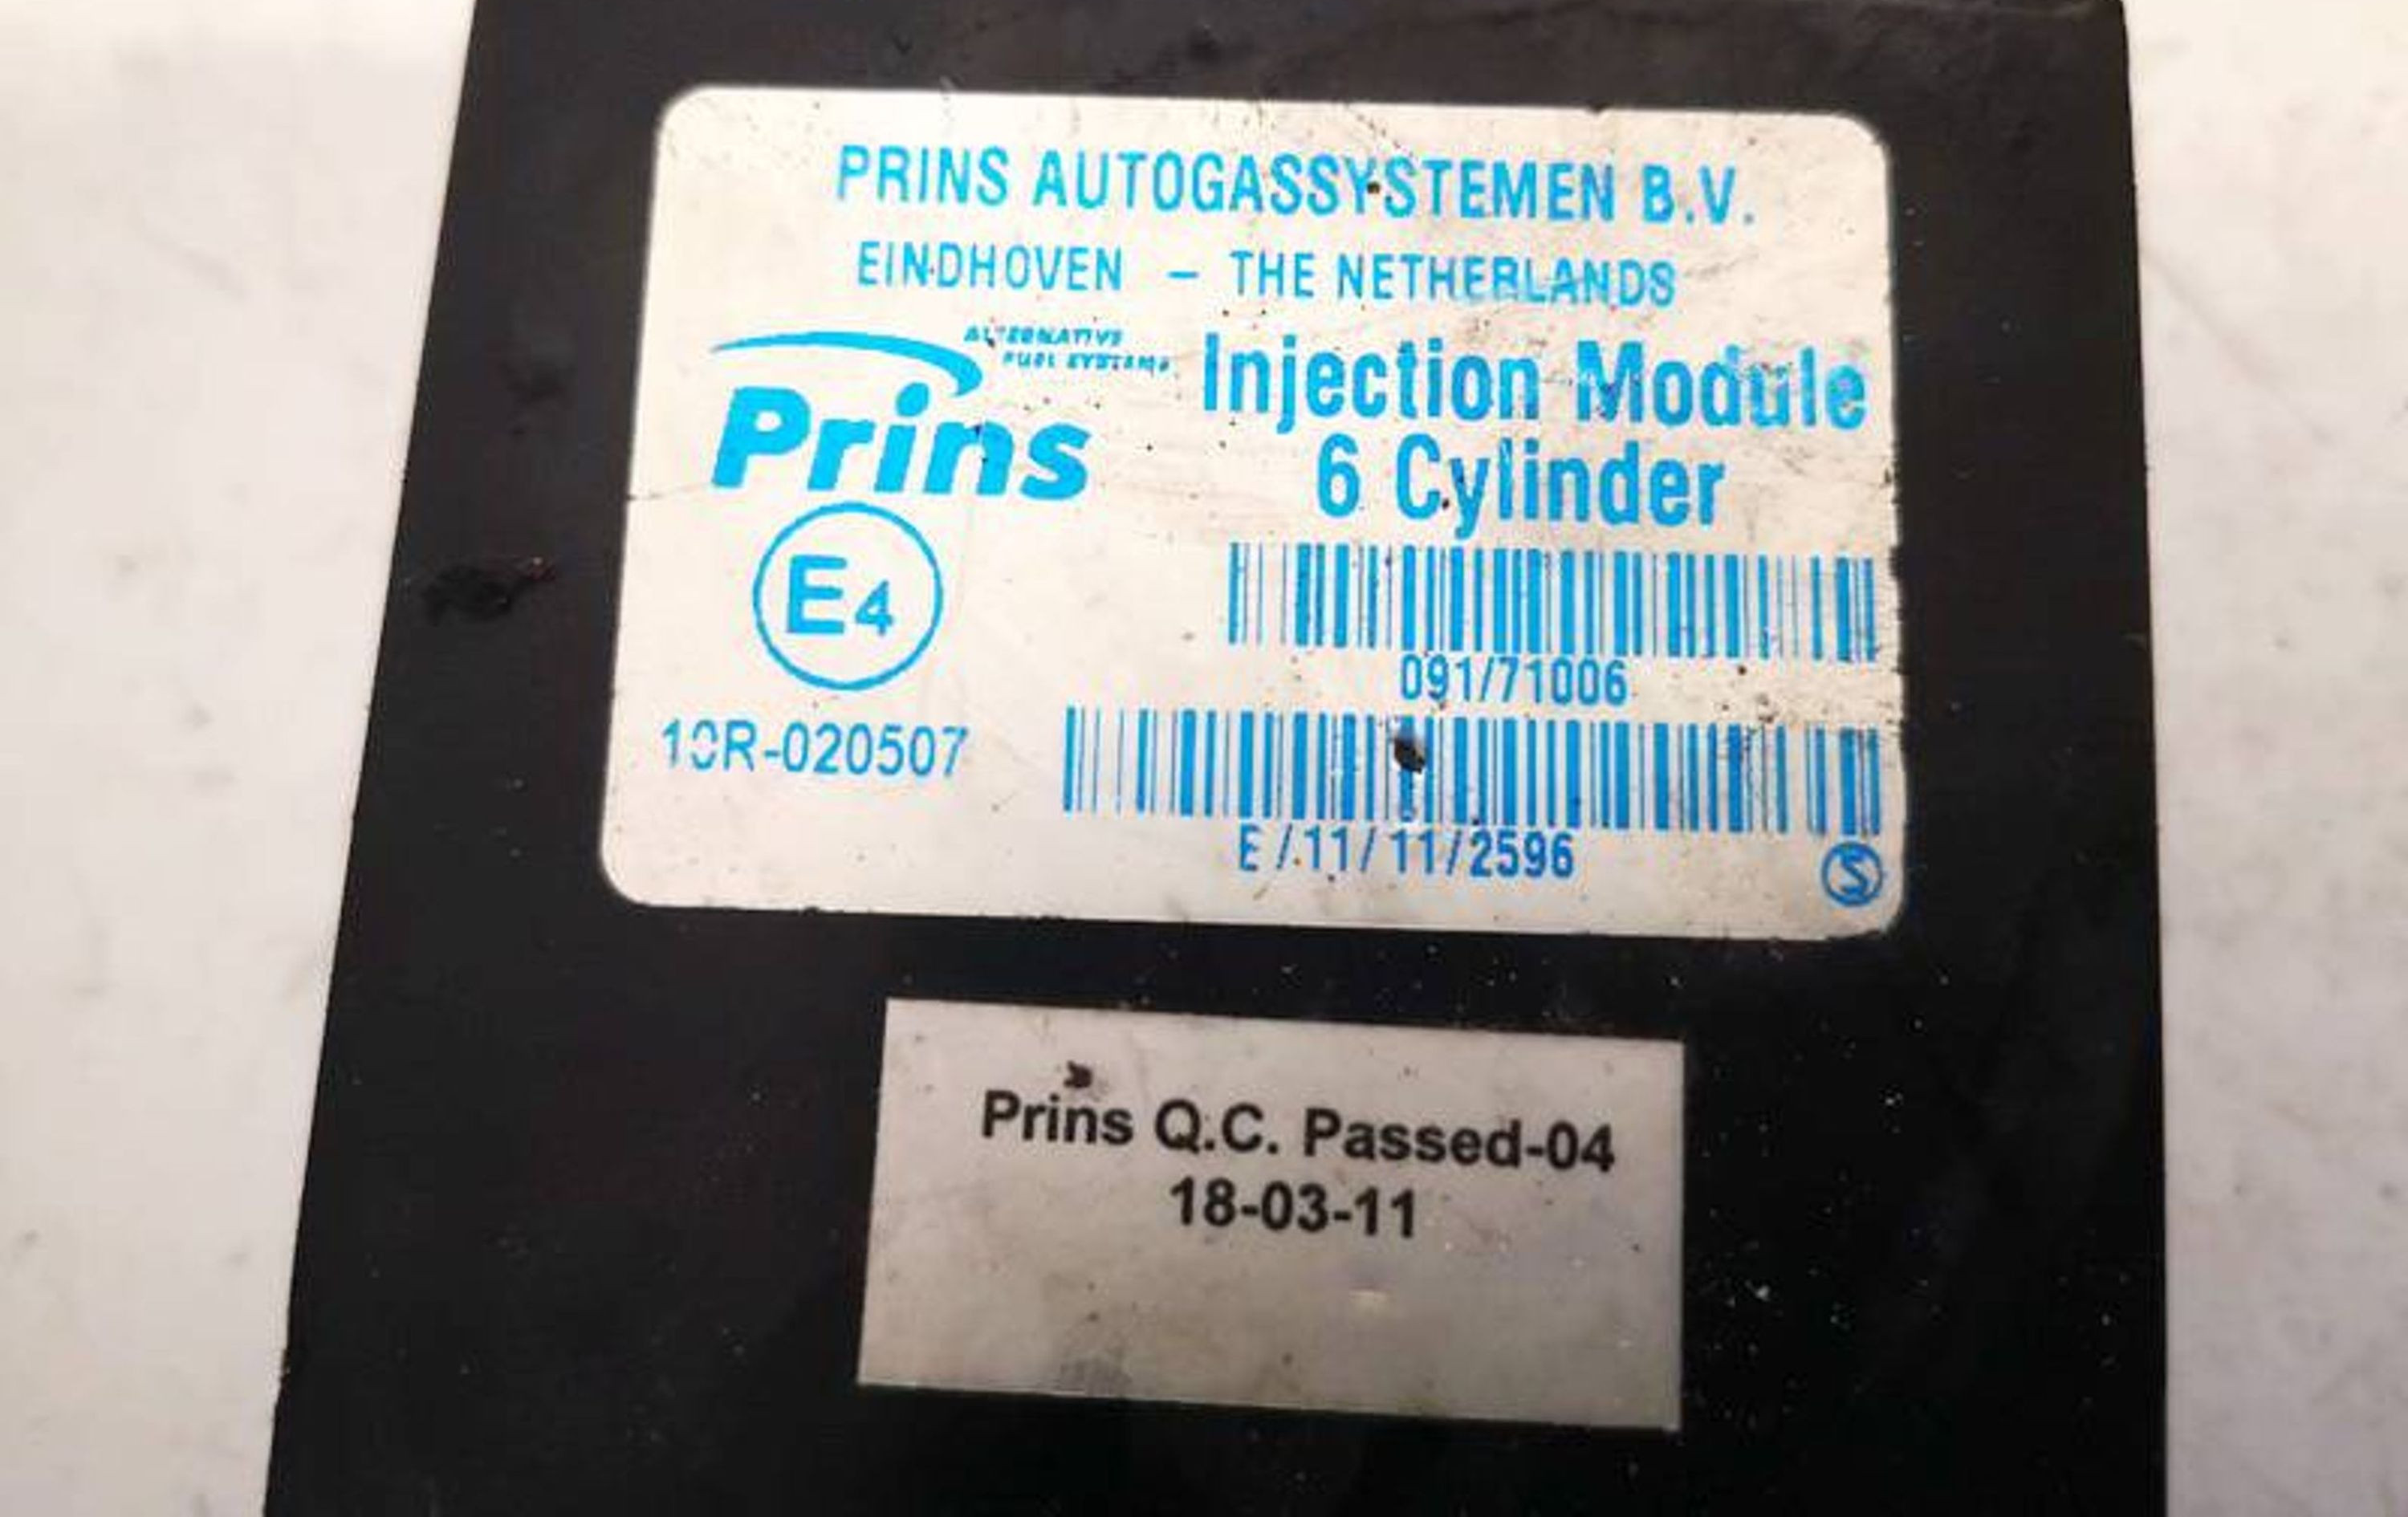 PRINS AUTOGASSYSTEMEN B.V.
EINDHOVEN – THE NETHERLANDS
ALTERNATIVE
FUEL SYSTEMS
Prins
Injection Module
6 Cylinder
E4
091/71006
10R-020507
E/11/11/2596
S
Prins Q.C. Passed-04
18-03-11